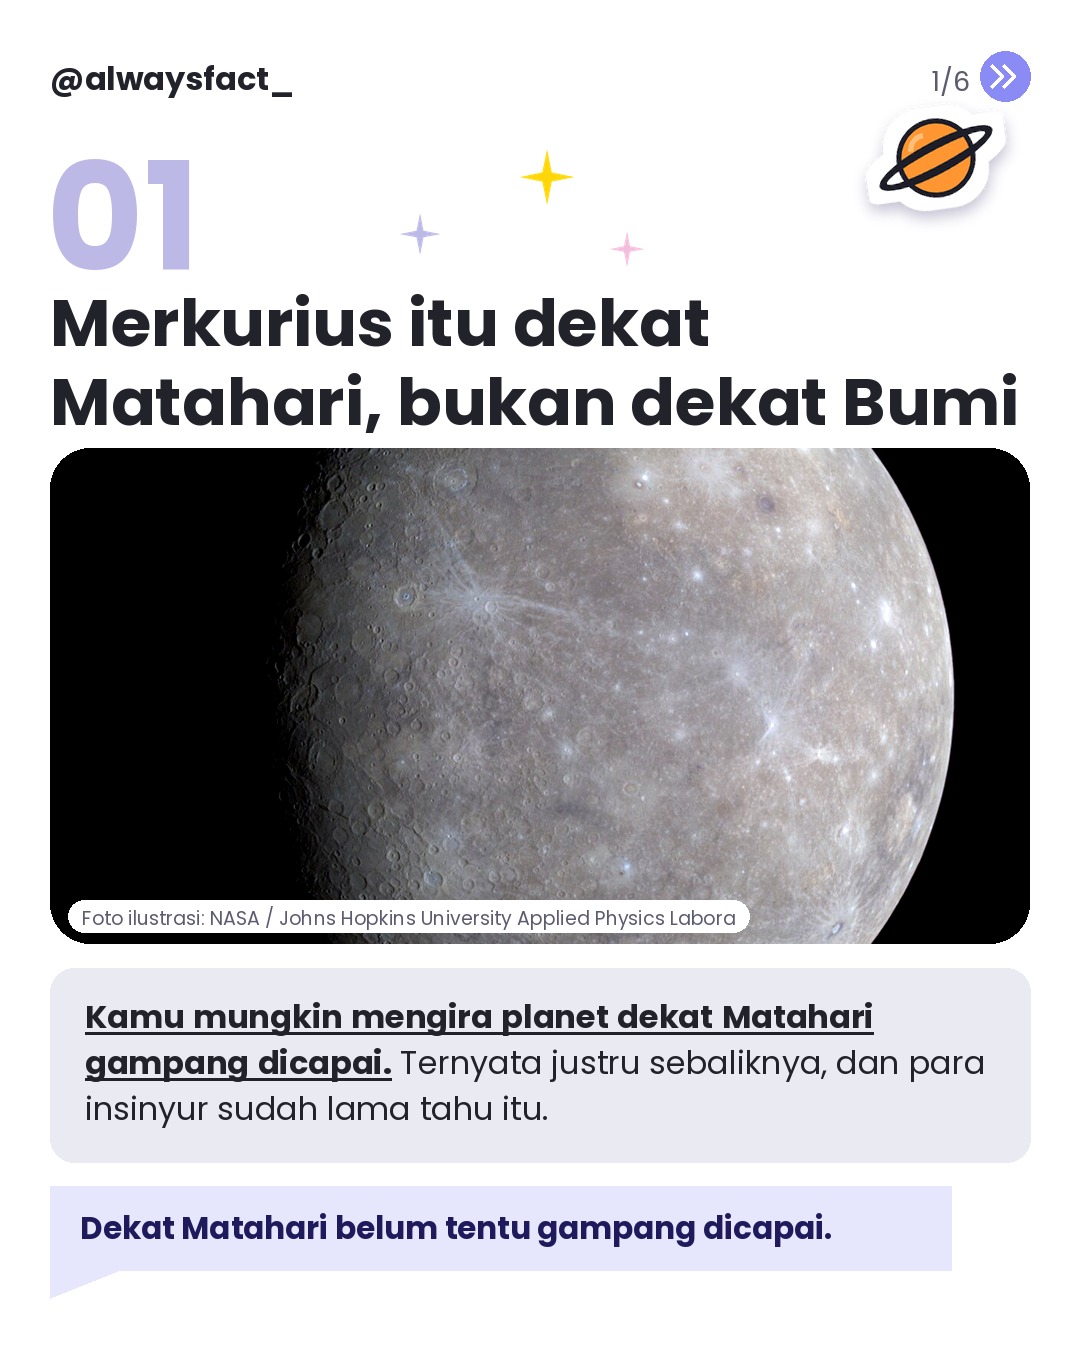 @alwaysfact_
1/6
01
Merkurius itu dekat
Matahari, bukan dekat Bumi
Foto ilustrasi: NASA / Johns Hopkins University Applied Physics Labora
Kamu mungkin mengira planet dekat Matahari
gampang dicapai. Ternyata justru sebaliknya, dan para
insinyur sudah lama tahu itu.
Dekat Matahari belum tentu gampang dicapai.